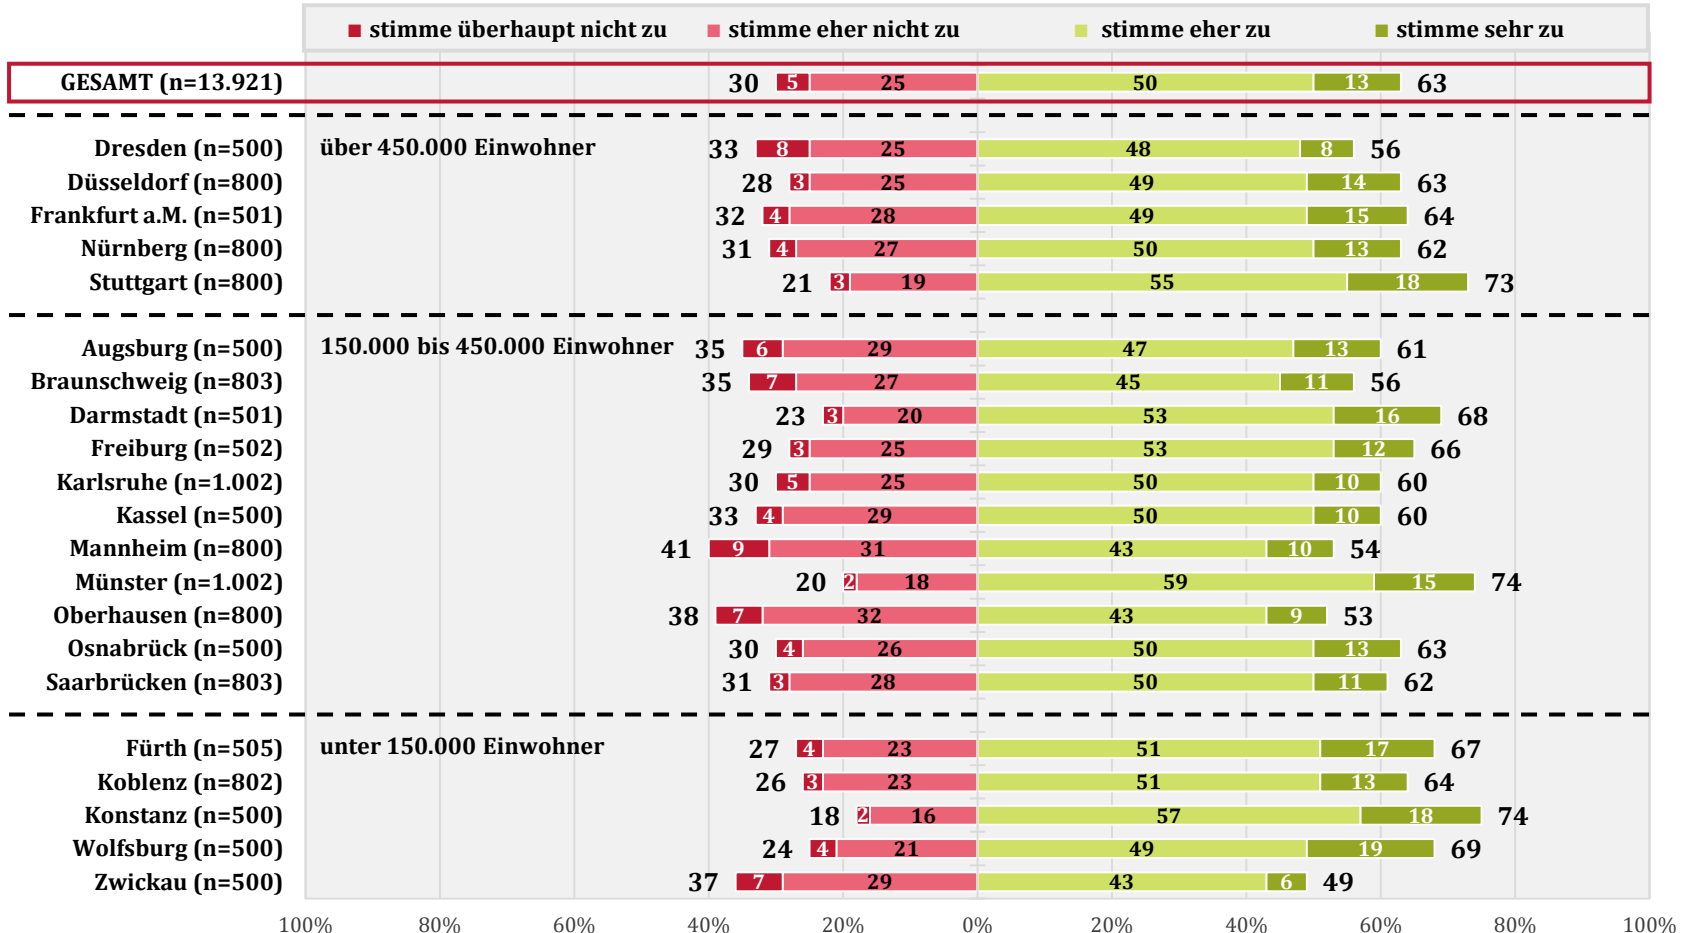 stimme überhaupt nicht zu stimme eher nicht zu stimme eher zu stimme sehr zu
GESAMT (n=13.921) 30 5 25 50 13 63
Dresden (n=500) über 450.000 Einwohner 33 8 25 48 8 56
Düsseldorf (n=800) 28 3 25 49 14 63
Frankfurt a.M. (n=501) 32 4 28 49 15 64
Nürnberg (n=800) 31 4 27 50 13 62
Stuttgart (n=800) 21 3 19 55 18 73
Augsburg (n=500) 150.000 bis 450.000 Einwohner 35 6 29 47 13 61
Braunschweig (n=803) 35 7 27 45 11 56
Darmstadt (n=501) 23 3 20 53 16 68
Freiburg (n=502) 29 3 25 53 12 66
Karlsruhe (n=1.002) 30 5 25 50 10 60
Kassel (n=500) 33 4 29 50 10 60
Mannheim (n=800) 41 9 31 43 10 54
Münster (n=1.002) 20 2 18 59 15 74
Oberhausen (n=800) 38 7 32 43 9 53
Osnabrück (n=500) 30 4 26 50 13 63
Saarbrücken (n=803) 31 3 28 50 11 62
Fürth (n=505) unter 150.000 Einwohner 27 4 23 51 17 67
Koblenz (n=802) 26 3 23 51 13 64
Konstanz (n=500) 18 2 16 57 18 74
Wolfsburg (n=500) 24 4 21 49 19 69
Zwickau (n=500) 37 7 29 43 6 49
100% 80% 60% 40% 20% 0% 20% 40% 60% 80% 100%